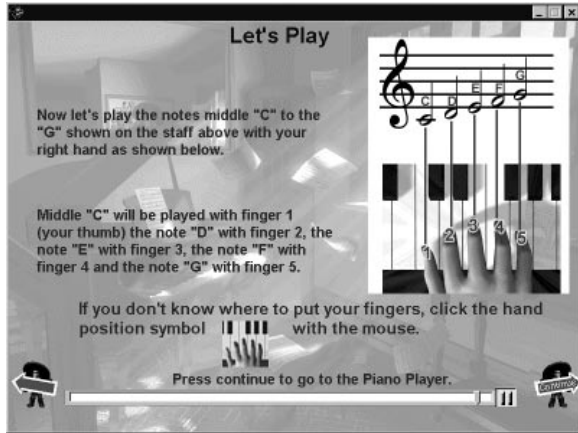 Let's Play
Now let's play the notes middle "C" to the
"G" shown on the staff above with your
right hand as shown below.
C D E F G
Middle "C" will be played with finger 1
(your thumb) the note "D" with finger 2, the
note "E" with finger 3, the note "F" with
finger 4 and the note "G" with finger 5.
1 2 3 4 5
If you don't know where to put your fingers, click the hand
position symbol with the mouse.
Press continue to go to the Piano Player.
Continue